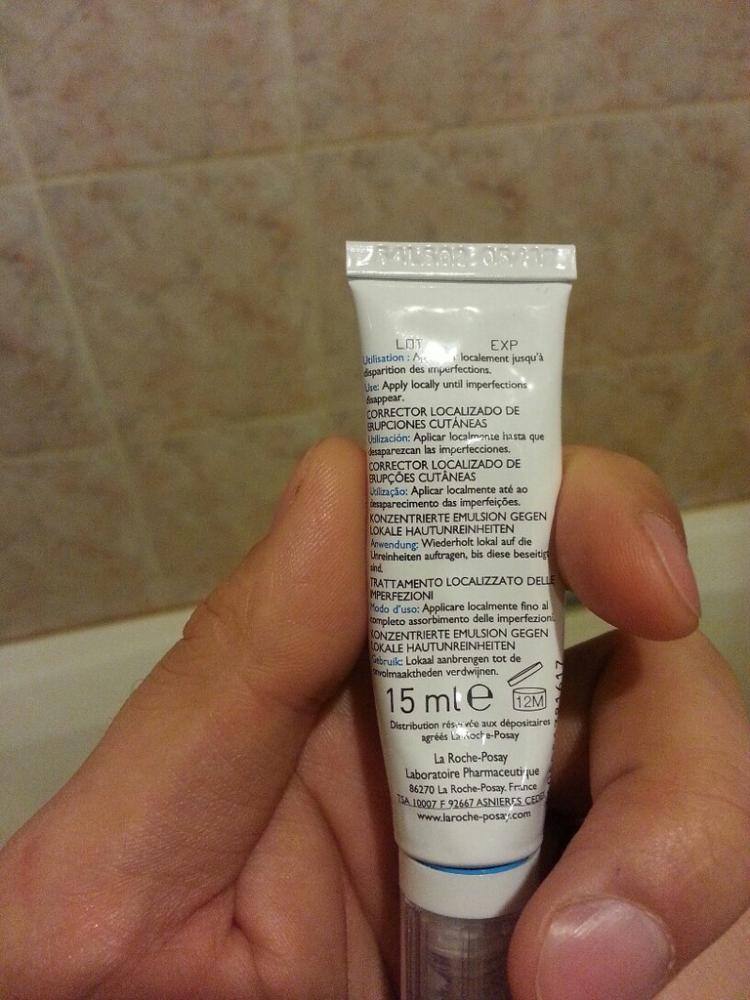 LOT EXP
Utilisation : localement jusqu'à
disparition des imperfections.
Use: Apply locally until imperfections
disappear.
CORRECTOR LOCALIZADO DE
ERUPCIONES CUTÁNEAS
Utilización: Aplicar localmente hasta que
desaparezcan las imperfecciones.
CORRECTOR LOCALIZADO DE
ERUPÇÕES CUTÂNEAS
Utilização: Aplicar localmente até ao
desaparecimento das imperfeições.
KONZENTRIERTE EMULSION GEGEN
LOKALE HAUTUNREINHEITEN
Anwendung: Wiederholt lokal auf die
Unreinheiten auftragen, bis diese beseitigt
sind.
TRATTAMENTO LOCALIZZATO DELLE
IMPERFEZIONI
Modo d'uso: Applicare localmente fino al
completo assorbimento delle imperfezioni.
KONZENTRIERTE EMULSION GEGEN
LOKALE HAUTUNREINHEITEN
Gebruik: Lokaal aanbrengen tot de
onvolmaaktheden verdwijnen.
15 ml e 12M
Distribution réservée aux dépositaires
agréés La Roche-Posay
La Roche-Posay
Laboratoire Pharmaceutique
86270 La Roche-Posay. France
TSA 10007 F 92667 ASNIERES CEDEX
www.laroche-posay.com